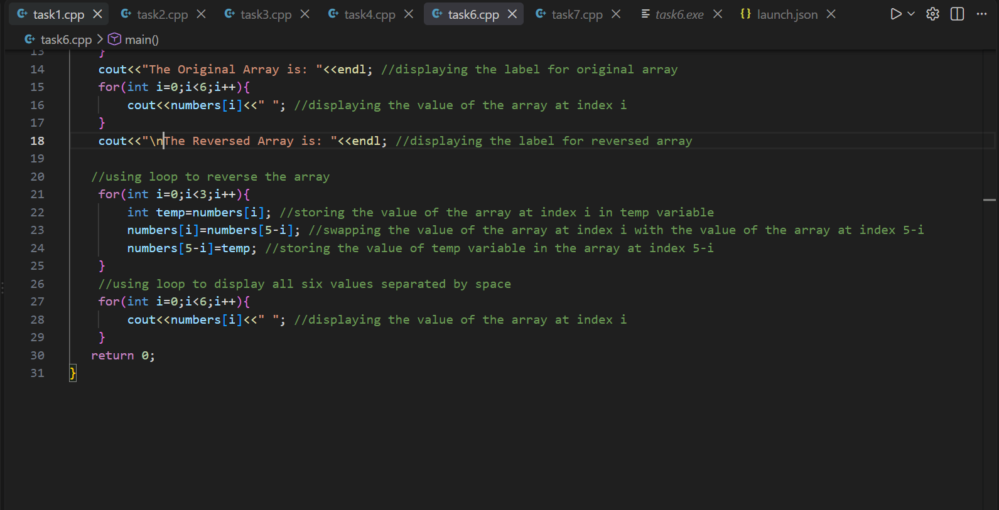 task1.cpp task2.cpp task3.cpp task4.cpp task6.cpp task7.cpp task6.exe {} launch.json
task6.cpp > main()
13 }
14 cout<<"The Original Array is: "<<endl; //displaying the label for original array
15 for(int i=0;i<6;i++){
16 cout<<numbers[i]<<" "; //displaying the value of the array at index i
17 }
18 cout<<"\nThe Reversed Array is: "<<endl; //displaying the label for reversed array
19
20 //using loop to reverse the array
21 for(int i=0;i<3;i++){
22 int temp=numbers[i]; //storing the value of the array at index i in temp variable
23 numbers[i]=numbers[5-i]; //swapping the value of the array at index i with the value of the array at index 5-i
24 numbers[5-i]=temp; //storing the value of temp variable in the array at index 5-i
25 }
26 //using loop to display all six values separated by space
27 for(int i=0;i<6;i++){
28 cout<<numbers[i]<<" "; //displaying the value of the array at index i
29 }
30 return 0;
31 }